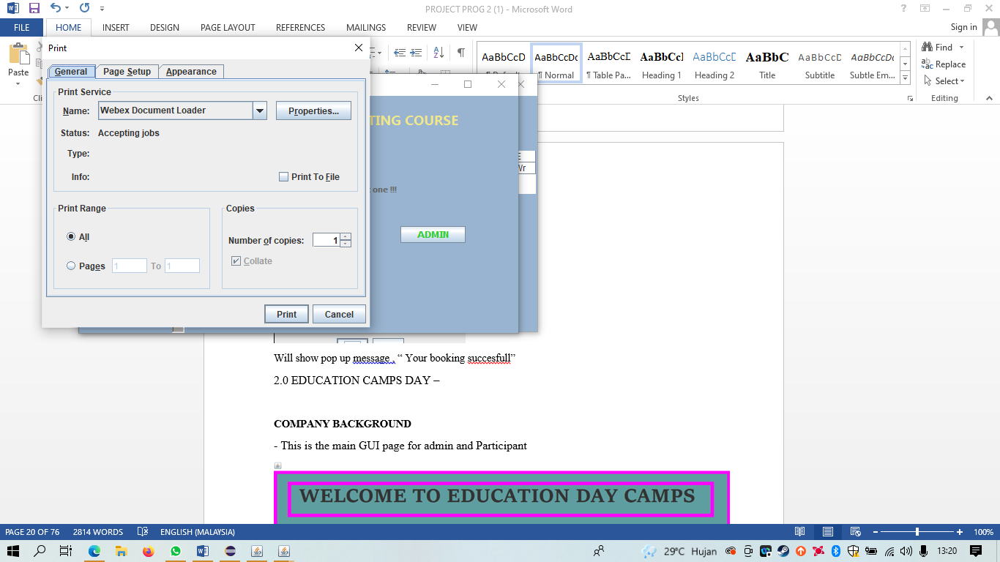 PROJECT PROG 2 (1) - Microsoft Word
FILE HOME INSERT DESIGN PAGE LAYOUT REFERENCES MAILINGS REVIEW VIEW Sign in
Paste
AaBbCcD AaBbCcDc AaBbCcI AaBbCcI AaBbCcD AaBbC AaBbCcD AaBbCcDc
¶ Normal ¶ Table Pa... Heading 1 Heading 2 Title Subtitle Subtle Em...
Styles
Find
Replace
Select
Editing
Print
General Page Setup Appearance
Print Service
Name: Webex Document Loader Properties...
Status: Accepting jobs
Type:
Info: Print To File
Print Range
All
Pages 1 To 1
Copies
Number of copies: 1
Collate
Print Cancel
TING COURSE
one !!!
ADMIN
Will show pop up message , “ Your booking succesfull”
2.0 EDUCATION CAMPS DAY –
COMPANY BACKGROUND
- This is the main GUI page for admin and Participant
WELCOME TO EDUCATION DAY CAMPS
PAGE 20 OF 76 2814 WORDS ENGLISH (MALAYSIA) 100%
29°C Hujan 13:20